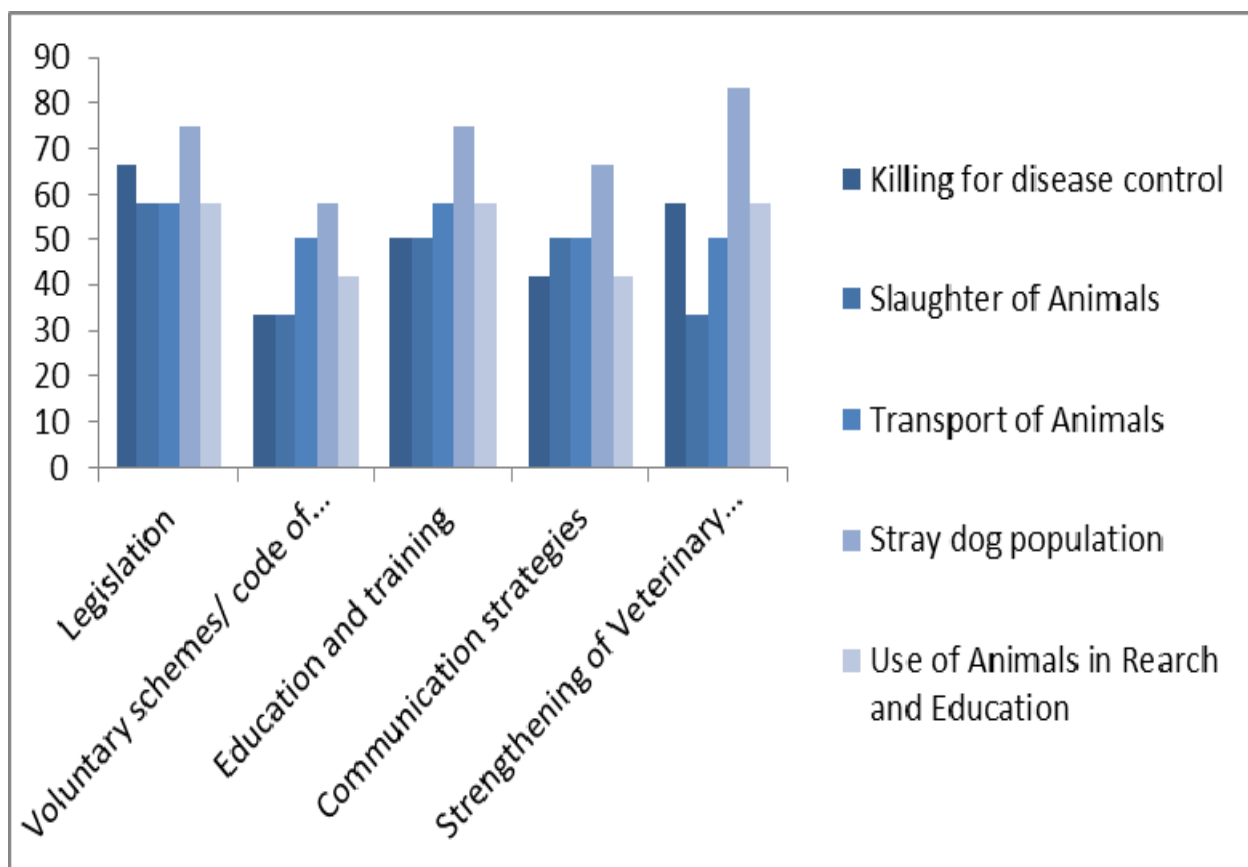 90
80
70
60
50
40
30
20
10
0
Legislation
Voluntary schemes/ code of...
Education and training
Communication strategies
Strengthening of Veterinary...
Killing for disease control
Slaughter of Animals
Transport of Animals
Stray dog population
Use of Animals in Rearch
and Education